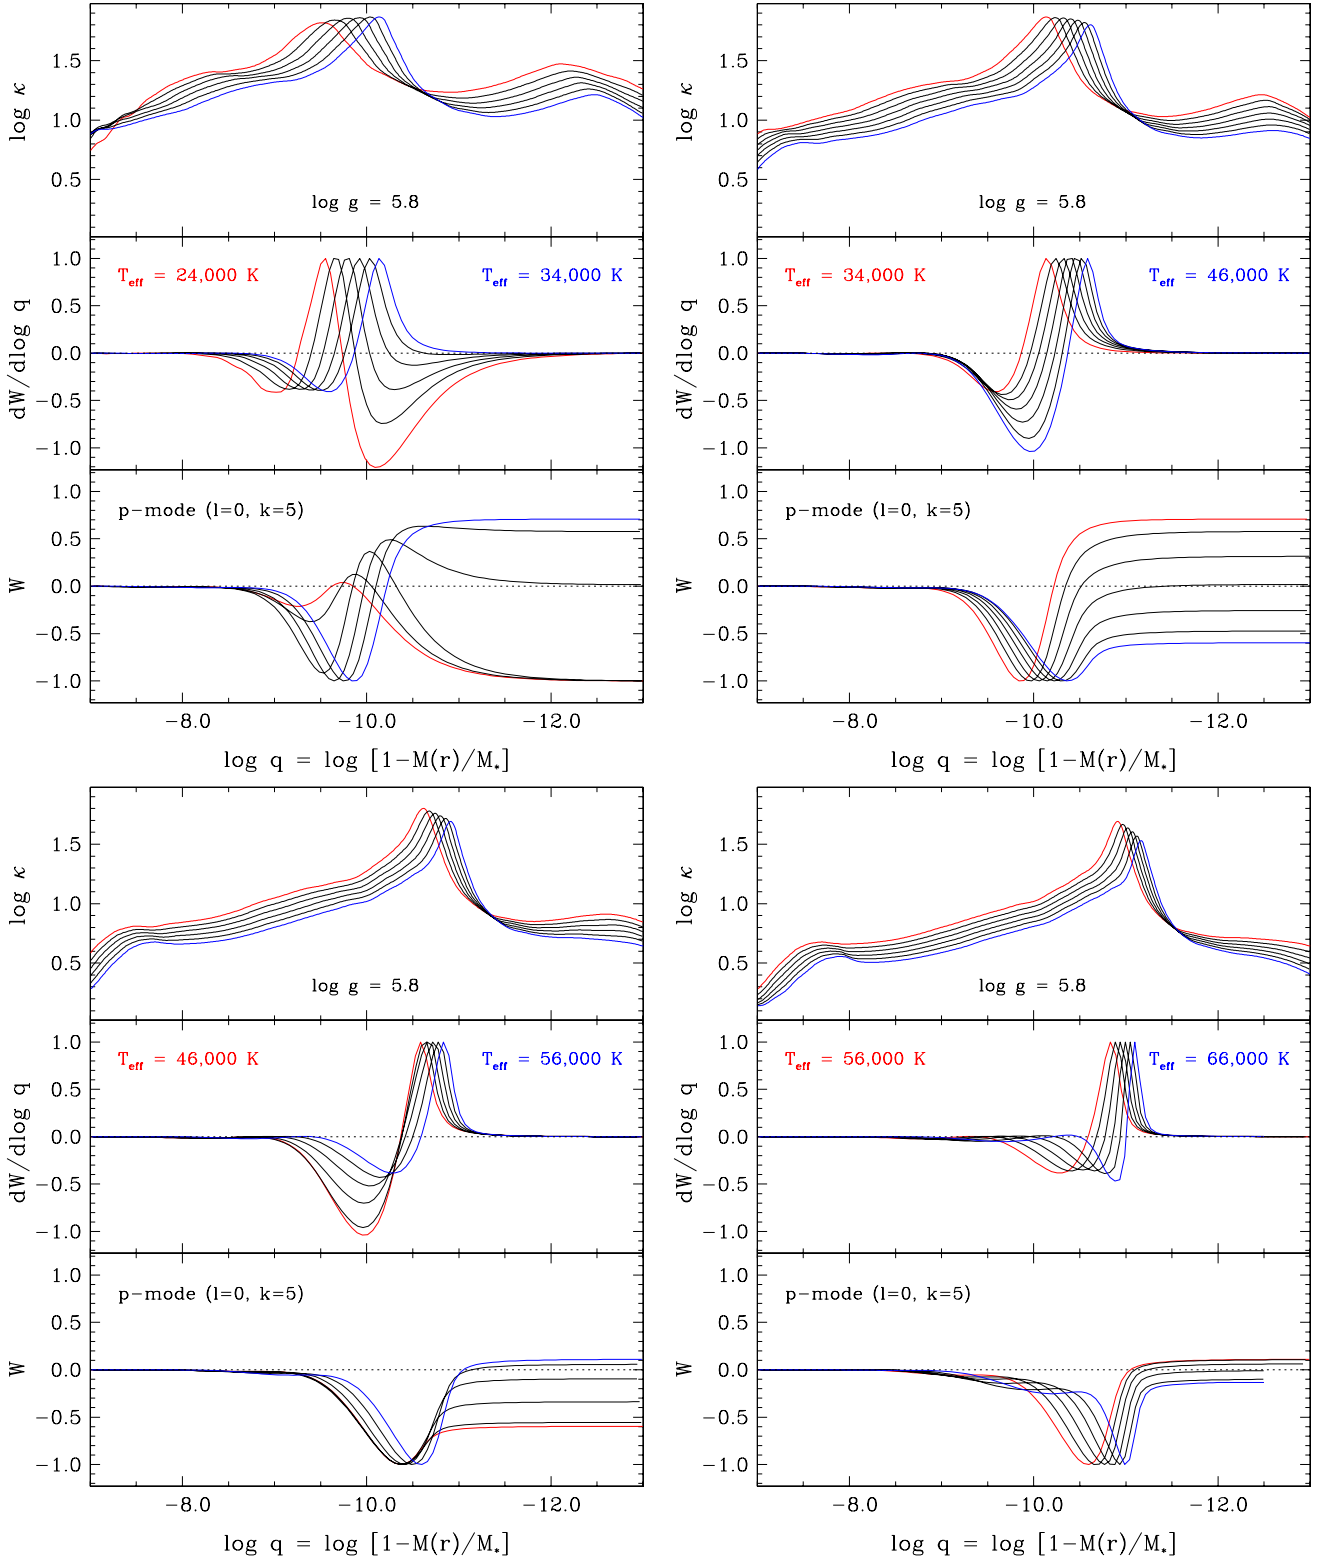 1.5
1.0
0.5
log κ
log g = 5.8
1.0
0.5
0.0
−0.5
−1.0
dW/dlog q
T_eff = 24,000 K
T_eff = 34,000 K
1.0
0.5
0.0
−0.5
−1.0
W
p-mode (l=0, k=5)
−8.0 −10.0 −12.0
log q = log [1-M(r)/M_*]
1.5
1.0
0.5
log κ
log g = 5.8
1.0
0.5
0.0
−0.5
−1.0
dW/dlog q
T_eff = 34,000 K
T_eff = 46,000 K
1.0
0.5
0.0
−0.5
−1.0
W
p-mode (l=0, k=5)
−8.0 −10.0 −12.0
log q = log [1-M(r)/M_*]
1.5
1.0
0.5
log κ
log g = 5.8
1.0
0.5
0.0
−0.5
−1.0
dW/dlog q
T_eff = 46,000 K
T_eff = 56,000 K
1.0
0.5
0.0
−0.5
−1.0
W
p-mode (l=0, k=5)
−8.0 −10.0 −12.0
log q = log [1-M(r)/M_*]
1.5
1.0
0.5
log κ
log g = 5.8
1.0
0.5
0.0
−0.5
−1.0
dW/dlog q
T_eff = 56,000 K
T_eff = 66,000 K
1.0
0.5
0.0
−0.5
−1.0
W
p-mode (l=0, k=5)
−8.0 −10.0 −12.0
log q = log [1-M(r)/M_*]